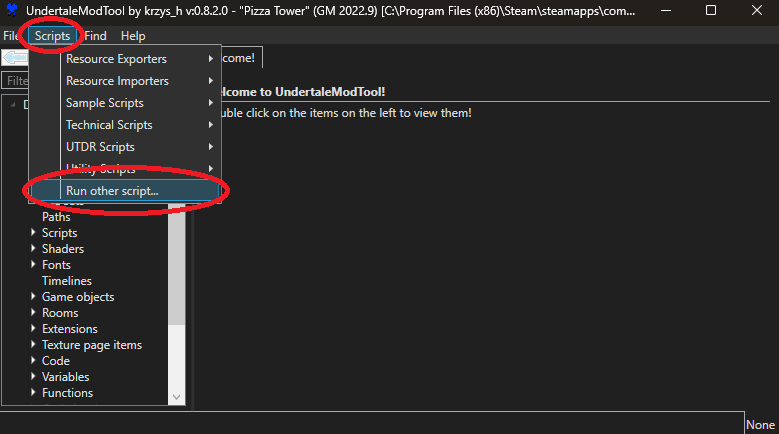 UndertaleModTool by krzys_h v:0.8.2.0 - "Pizza Tower" (GM 2022.9) [C:\Program Files (x86)\Steam\steamapps\com...
File Scripts Find Help
Resource Exporters
come!
Resource Importers
Filte
Sample Scripts
lcome to UndertaleModTool!
D
Technical Scripts
uble click on the items on the left to view them!
UTDR Scripts
Utility Scripts
Run other script...
Paths
Scripts
Shaders
Fonts
Timelines
Game objects
Rooms
Extensions
Texture page items
Code
Variables
Functions
None